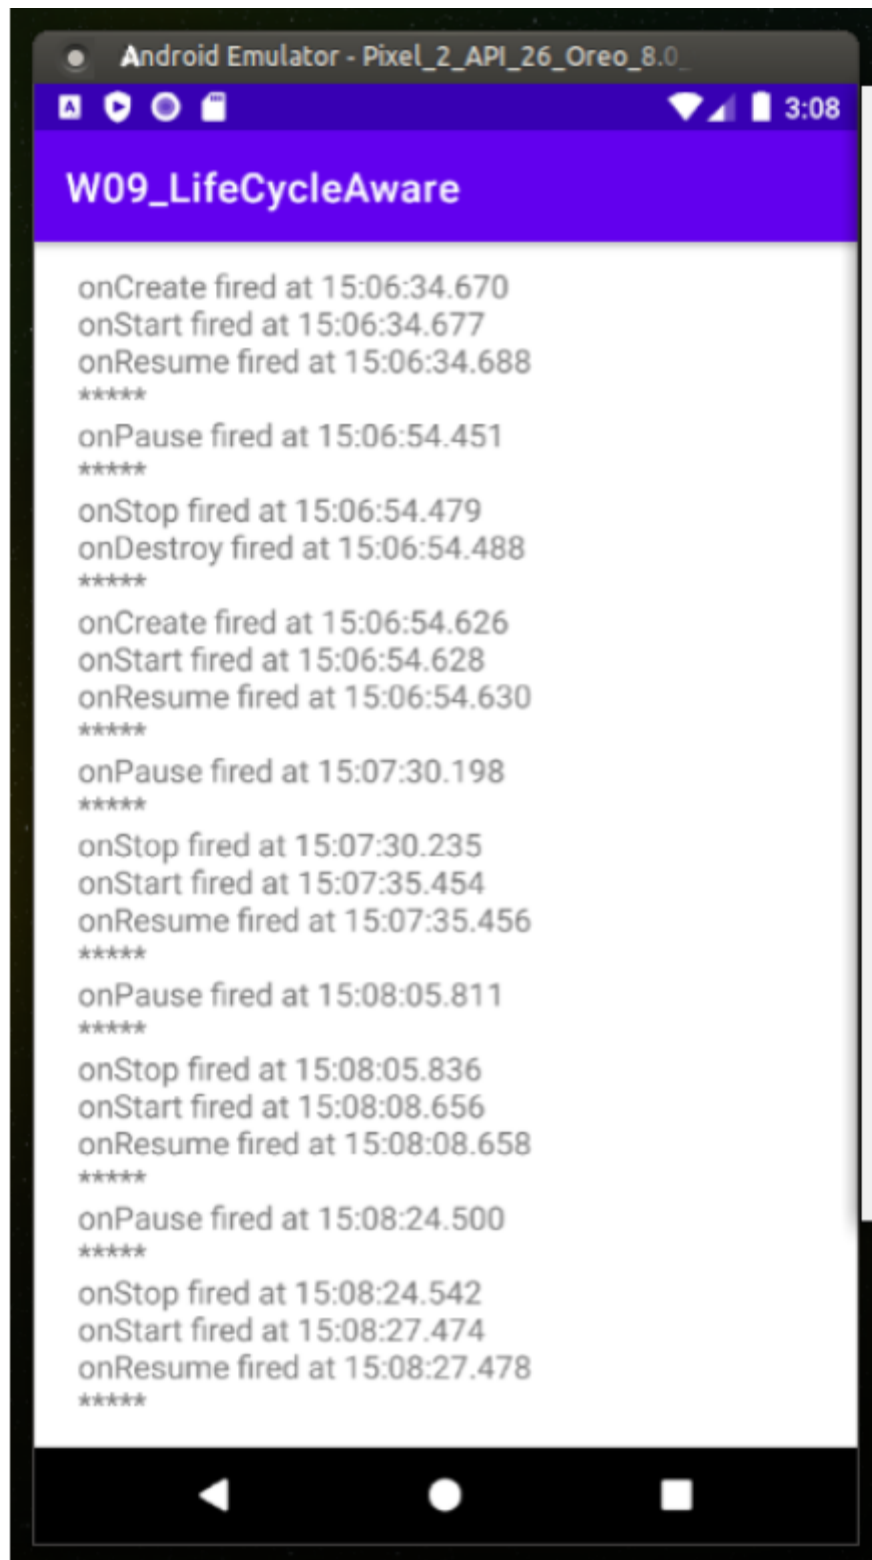 Android Emulator - Pixel_2_API_26_Oreo_8.0_
A
3:08
W09_LifeCycleAware
onCreate fired at 15:06:34.670
onStart fired at 15:06:34.677
onResume fired at 15:06:34.688
*****
onPause fired at 15:06:54.451
*****
onStop fired at 15:06:54.479
onDestroy fired at 15:06:54.488
*****
onCreate fired at 15:06:54.626
onStart fired at 15:06:54.628
onResume fired at 15:06:54.630
*****
onPause fired at 15:07:30.198
*****
onStop fired at 15:07:30.235
onStart fired at 15:07:35.454
onResume fired at 15:07:35.456
*****
onPause fired at 15:08:05.811
*****
onStop fired at 15:08:05.836
onStart fired at 15:08:08.656
onResume fired at 15:08:08.658
*****
onPause fired at 15:08:24.500
*****
onStop fired at 15:08:24.542
onStart fired at 15:08:27.474
onResume fired at 15:08:27.478
*****